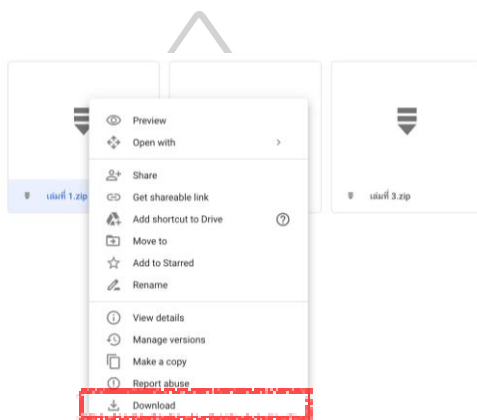 Preview
Open with
Share
Get shareable link
Add shortcut to Drive
Move to
Add to Starred
Rename
View details
Manage versions
Make a copy
Report abuse
Download
เล่มที่ 1.zip
เล่มที่ 3.zip